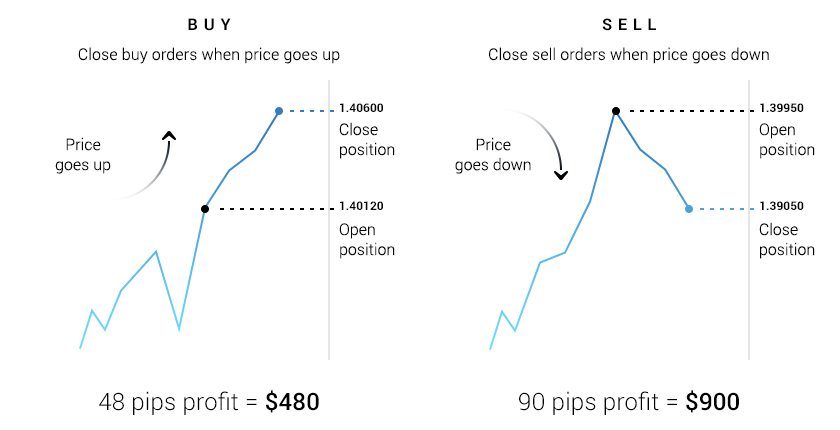 BUY
Close buy orders when price goes up
1.40600
Close
position
Price
goes up
1.40120
Open
position
48 pips profit = $480
SELL
Close sell orders when price goes down
1.39950
Open
position
Price
goes down
1.39050
Close
position
90 pips profit = $900